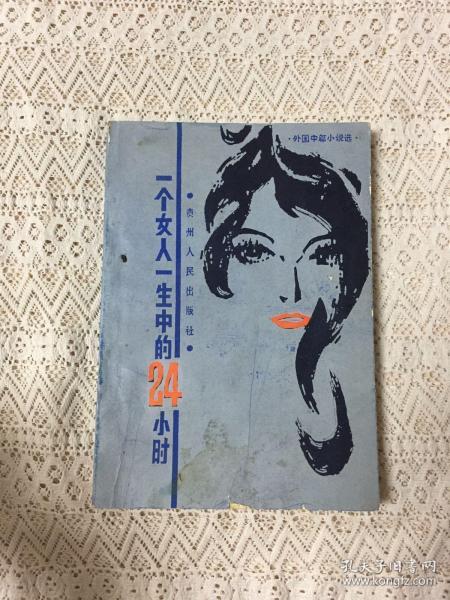 ·外国中篇小说选·
一个女人一生中的24小时
●贵州人民出版社●
孔夫子旧书网
www.kongfz.com